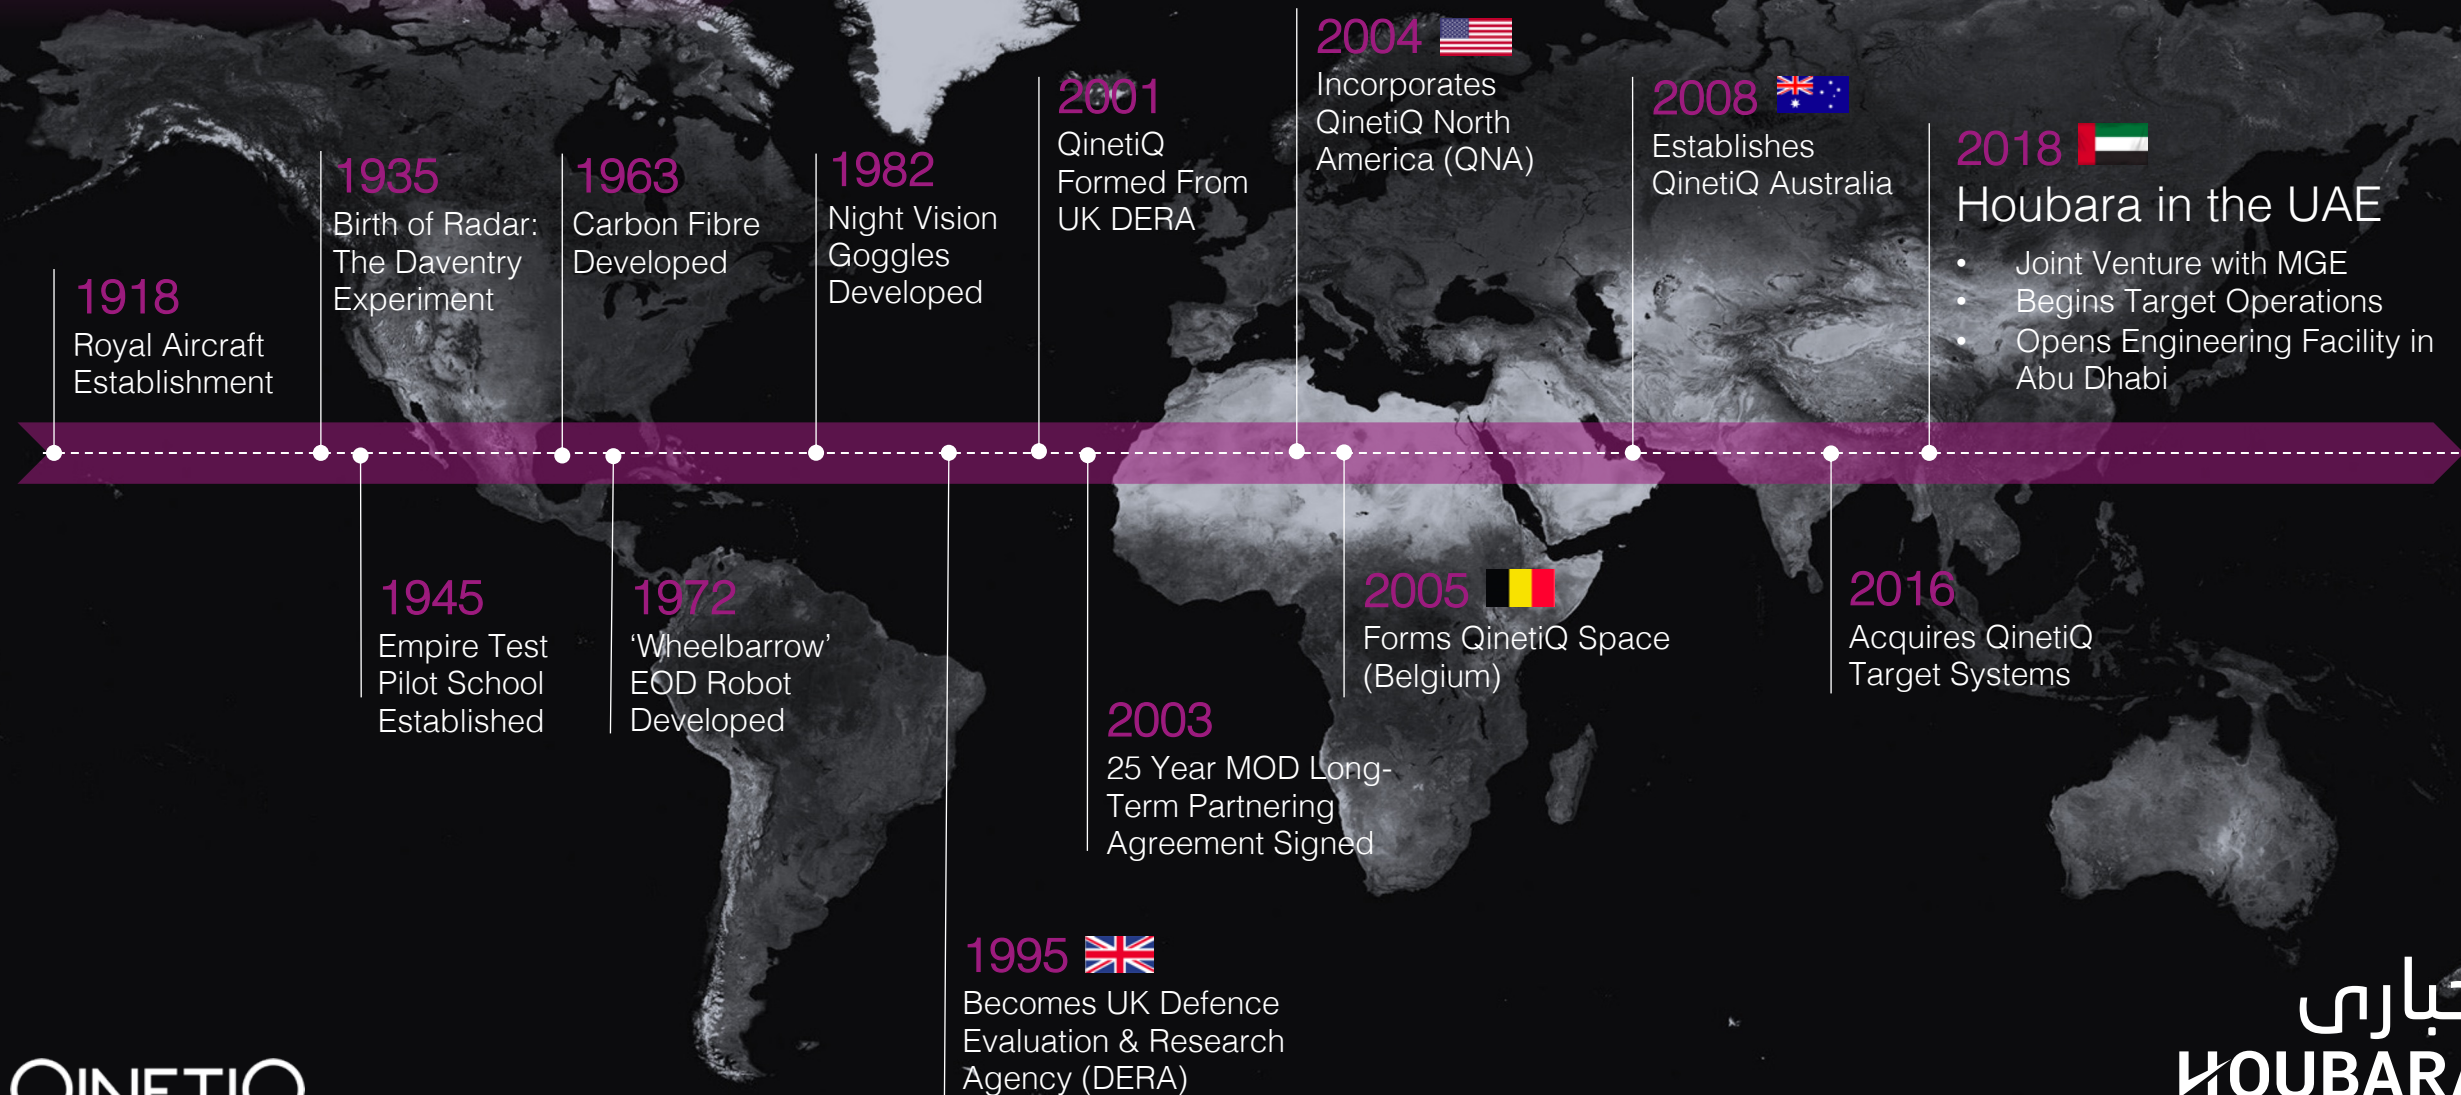 1918
Royal Aircraft
Establishment
1935
Birth of Radar:
The Daventry
Experiment
1945
Empire Test
Pilot School
Established
1963
Carbon Fibre
Developed
1972
‘Wheelbarrow’
EOD Robot
Developed
1982
Night Vision
Goggles
Developed
1995
Becomes UK Defence
Evaluation & Research
Agency (DERA)
2001
QinetiQ
Formed From
UK DERA
2003
25 Year MOD Long-
Term Partnering
Agreement Signed
2004
Incorporates
QinetiQ North
America (QNA)
2005
Forms QinetiQ Space
(Belgium)
2008
Establishes
QinetiQ Australia
2016
Acquires QinetiQ
Target Systems
2018
Houbara in the UAE
• Joint Venture with MGE
• Begins Target Operations
• Opens Engineering Facility in
Abu Dhabi
QINETIQ
حبارى
HOUBARA